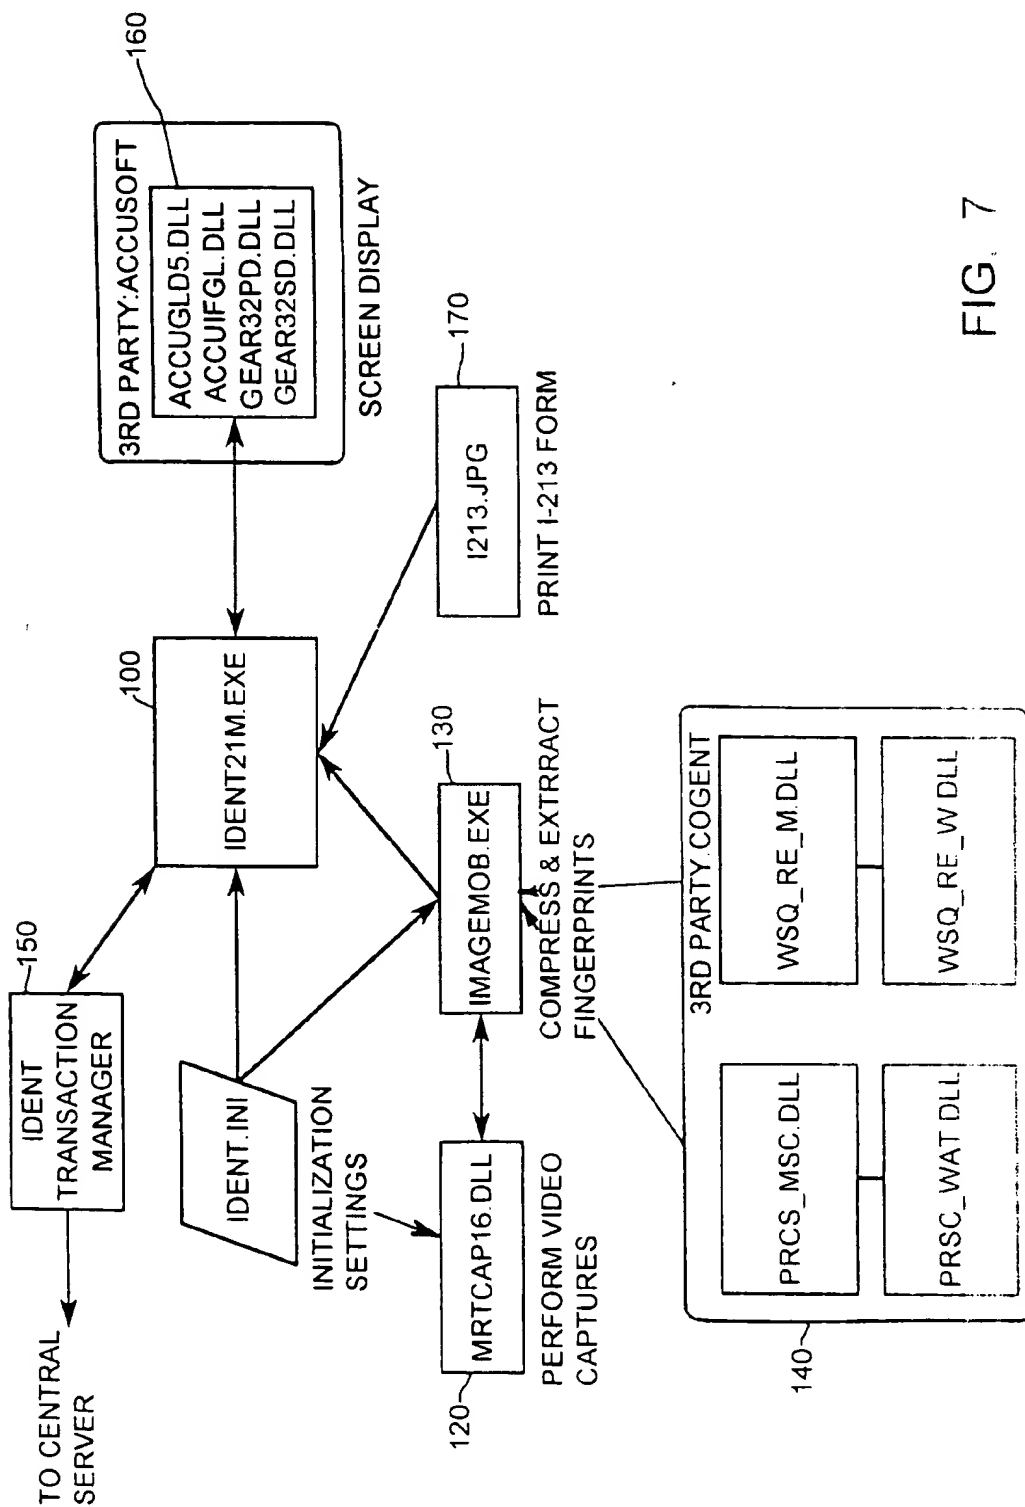 TO CENTRAL
SERVER
150
IDENT
TRANSACTION
MANAGER
100
IDENT21M.EXE
160
3RD PARTY:ACCUSOFT
ACCUGLD5.DLL
ACCUIFGL.DLL
GEAR32PD.DLL
GEAR32SD.DLL
SCREEN DISPLAY
IDENT.INI
INITIALIZATION
SETTINGS
170
I213.JPG
PRINT I-213 FORM
120
MRTCAP16.DLL
PERFORM VIDEO
CAPTURES
130
IMAGEMOB.EXE
COMPRESS & EXTRRACT
FINGERPRINTS
140
3RD PARTY.COGENT
PRCS_MSC.DLL
PRSC_WAT DLL
WSQ_RE_M.DLL
WSQ_RE_W DLL
FIG. 7